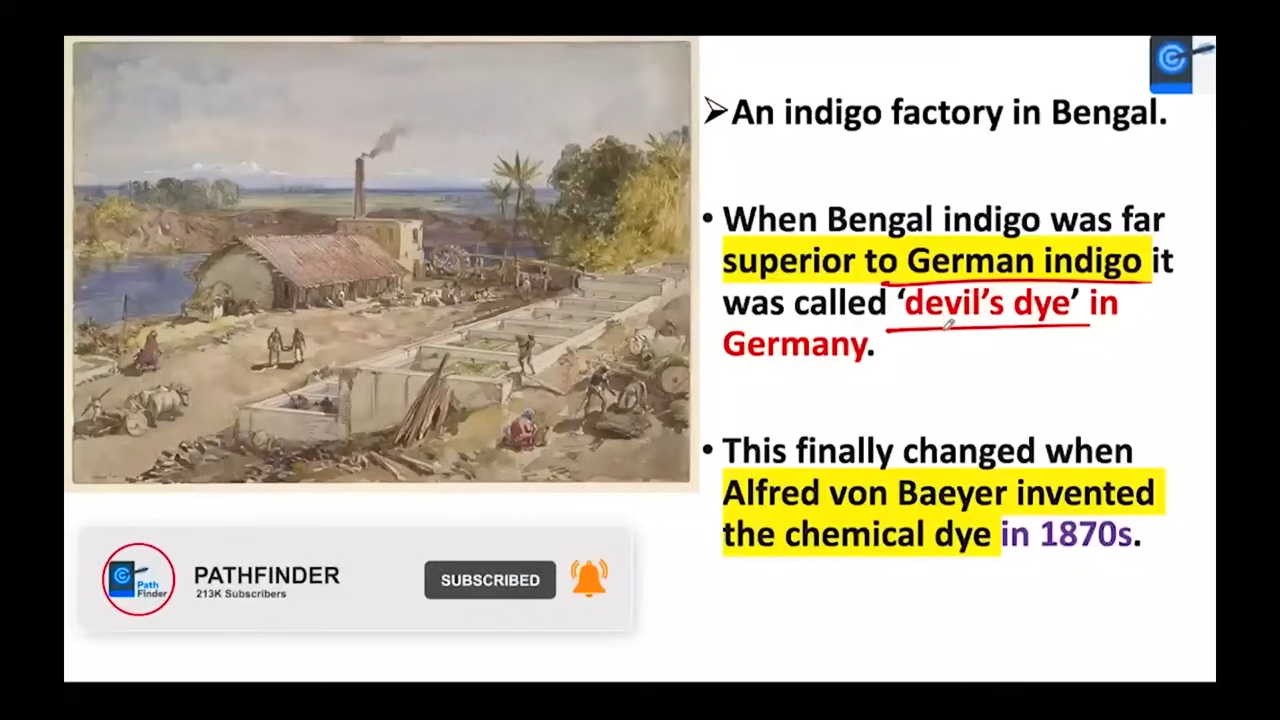 ➢An indigo factory in Bengal.
• When Bengal indigo was far
superior to German indigo it
was called ‘devil’s dye’ in
Germany.
• This finally changed when
Alfred von Baeyer invented
the chemical dye in 1870s.
Path
Finder
PATHFINDER
213K Subscribers
SUBSCRIBED